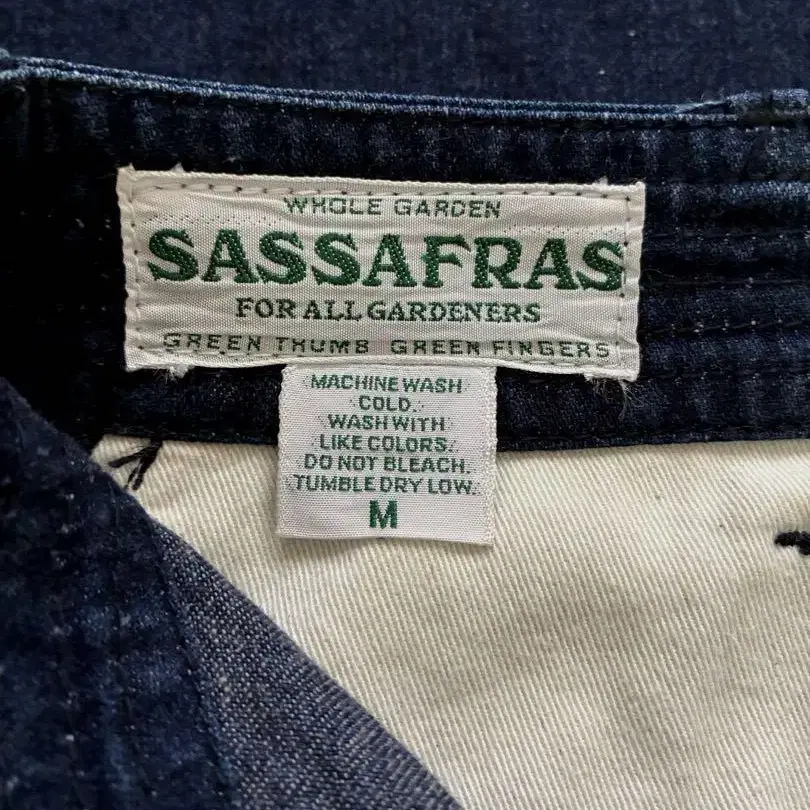 WHOLE GARDEN
SASSAFRAS
FOR ALL GARDENERS
GREEN THUMB GREEN FINGERS
MACHINE WASH
COLD.
WASH WITH
LIKE COLORS.
DO NOT BLEACH.
TUMBLE DRY LOW.
M